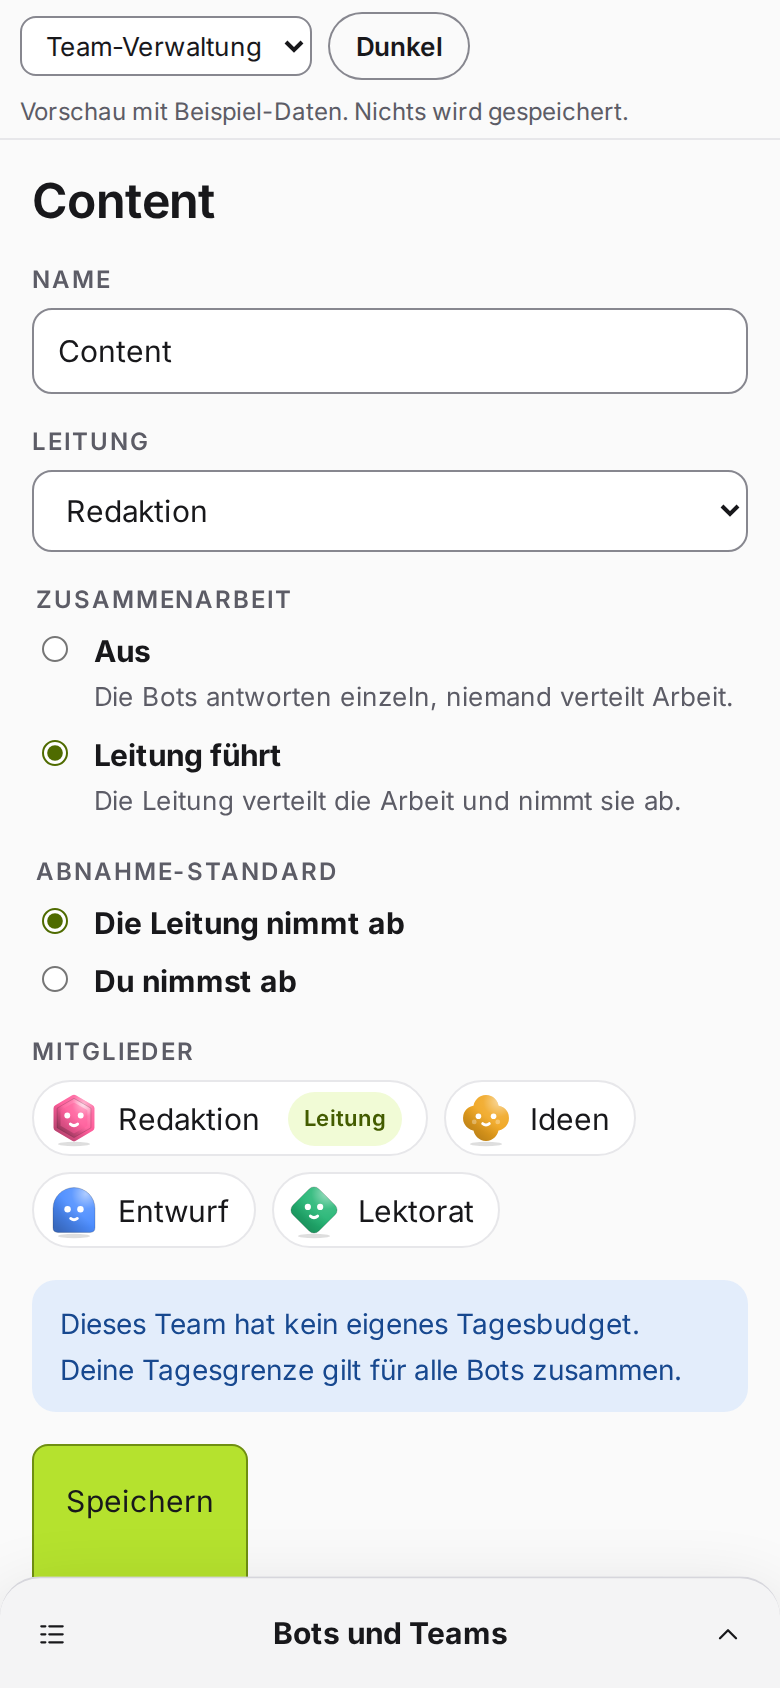 Team-Verwaltung
Dunkel
Vorschau mit Beispiel-Daten. Nichts wird gespeichert.
Content
NAME
Content
LEITUNG
Redaktion
ZUSAMMENARBEIT
Aus
Die Bots antworten einzeln, niemand verteilt Arbeit.
Leitung führt
Die Leitung verteilt die Arbeit und nimmt sie ab.
ABNAHME-STANDARD
Die Leitung nimmt ab
Du nimmst ab
MITGLIEDER
Redaktion Leitung
Ideen
Entwurf
Lektorat
Dieses Team hat kein eigenes Tagesbudget.
Deine Tagesgrenze gilt für alle Bots zusammen.
Speichern
Bots und Teams